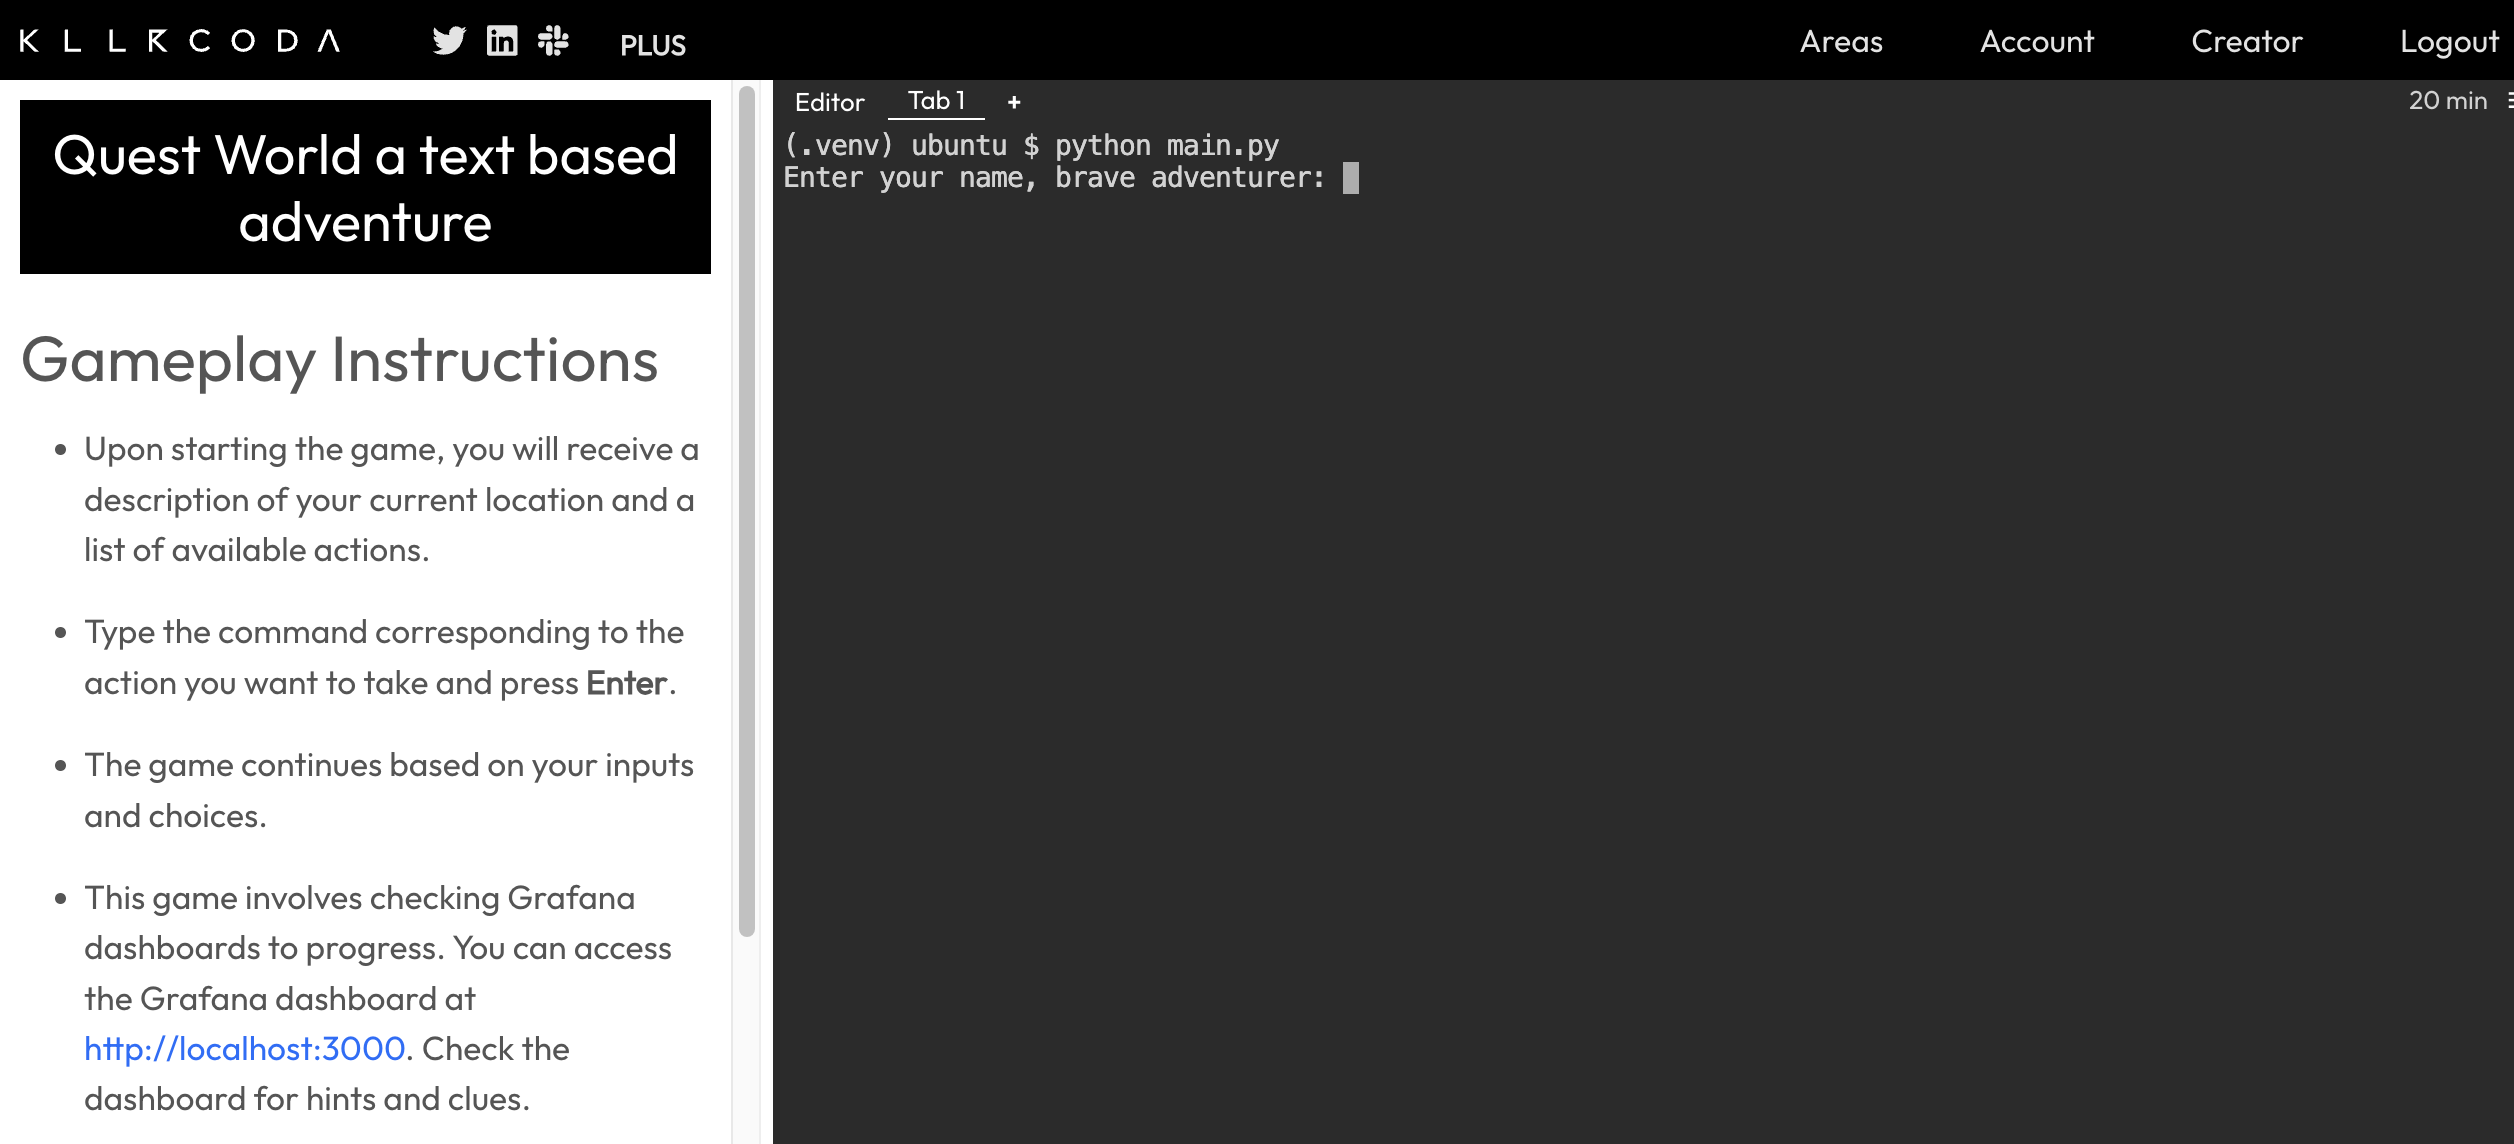 KILLERCODA PLUS Areas Account Creator Logout
Quest World a text based
adventure
Gameplay Instructions
Upon starting the game, you will receive a
description of your current location and a
list of available actions.
Type the command corresponding to the
action you want to take and press Enter.
The game continues based on your inputs
and choices.
This game involves checking Grafana
dashboards to progress. You can access
the Grafana dashboard at
http://localhost:3000. Check the
dashboard for hints and clues.
Editor Tab 1 + 20 min
(.venv) ubuntu $ python main.py
Enter your name, brave adventurer: